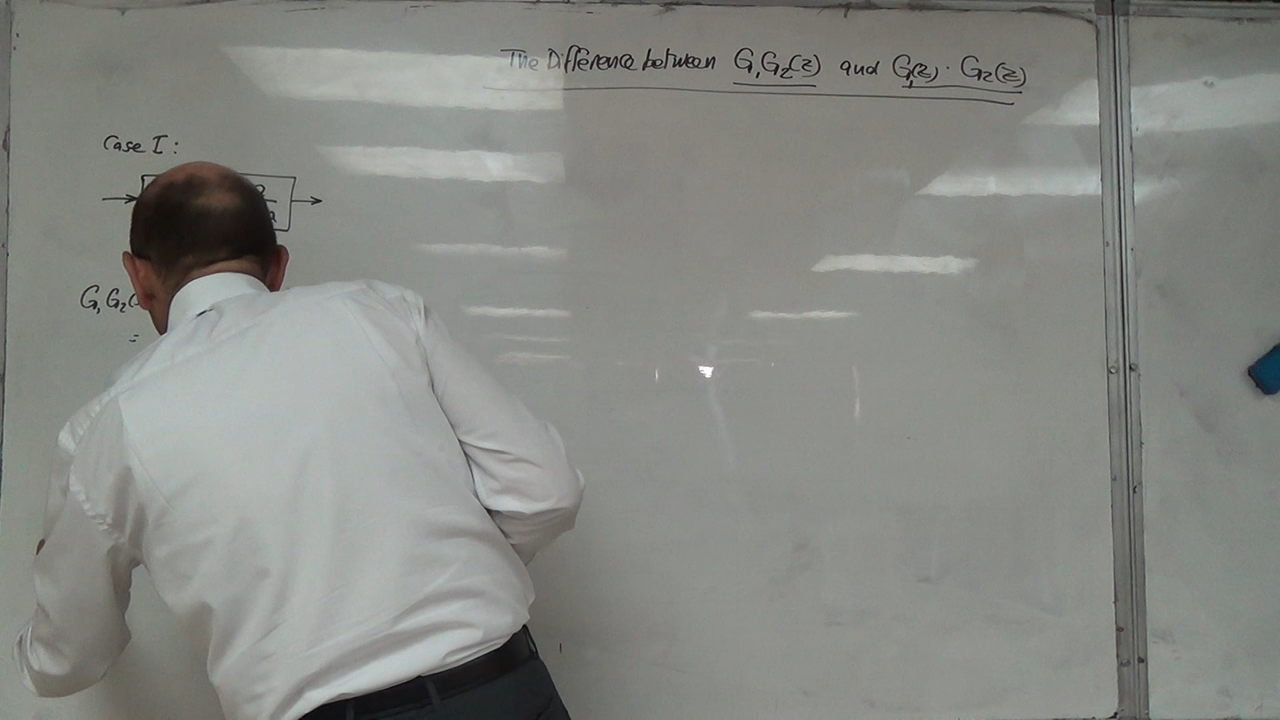 The Difference between G₁G₂(z) and G₁(z) · G₂(z)
Case I :
G₁G₂(
=